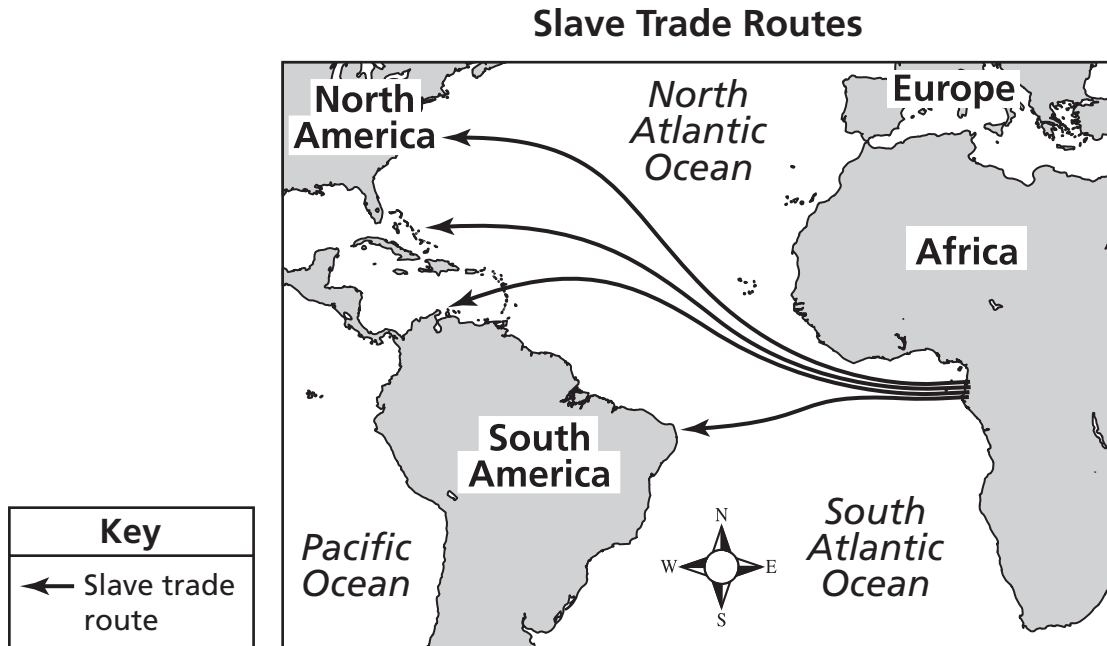 Slave Trade Routes
North
America
North
Atlantic
Ocean
Europe
Africa
South
America
Pacific
Ocean
South
Atlantic
Ocean
N
W
E
S
Key
Slave trade
route